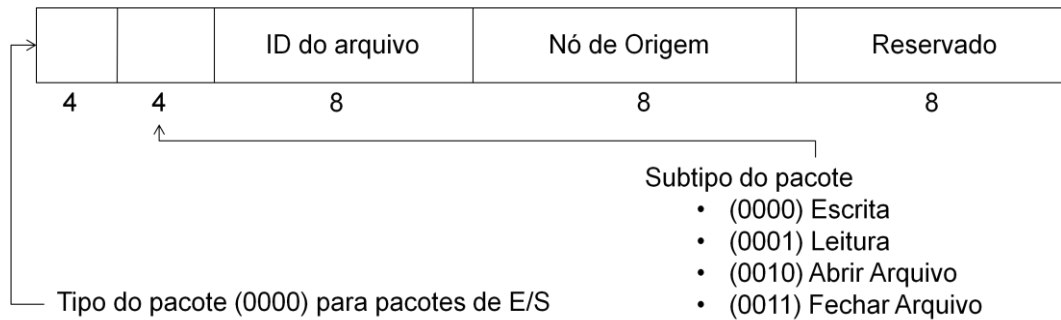 ID do arquivo Nó de Origem Reservado
4 4 8 8 8
Subtipo do pacote
• (0000) Escrita
• (0001) Leitura
• (0010) Abrir Arquivo
• (0011) Fechar Arquivo
Tipo do pacote (0000) para pacotes de E/S